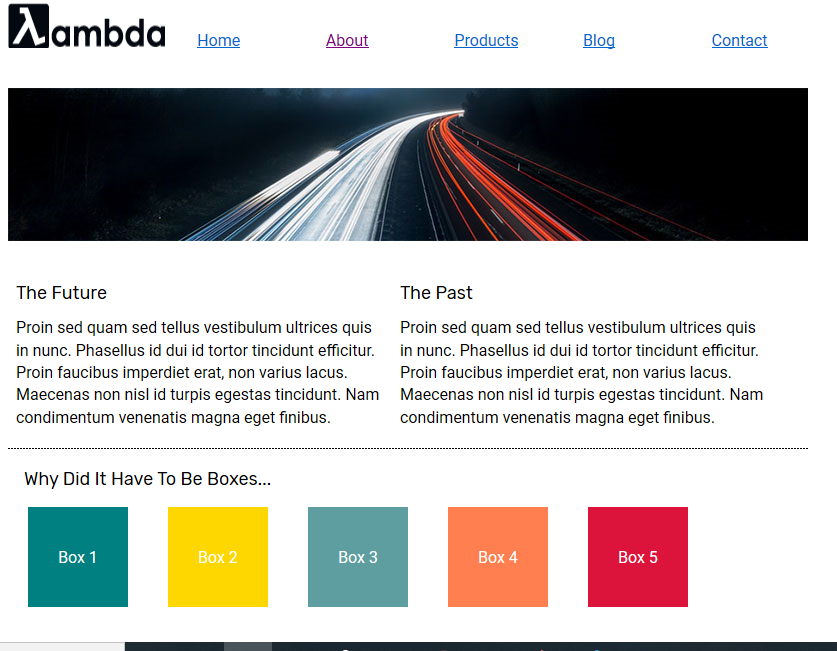 λambda
Home About Products Blog Contact
The Future
Proin sed quam sed tellus vestibulum ultrices quis
in nunc. Phasellus id dui id tortor tincidunt efficitur.
Proin faucibus imperdiet erat, non varius lacus.
Maecenas non nisl id turpis egestas tincidunt. Nam
condimentum venenatis magna eget finibus.
The Past
Proin sed quam sed tellus vestibulum ultrices quis
in nunc. Phasellus id dui id tortor tincidunt efficitur.
Proin faucibus imperdiet erat, non varius lacus.
Maecenas non nisl id turpis egestas tincidunt. Nam
condimentum venenatis magna eget finibus.
Why Did It Have To Be Boxes...
Box 1 Box 2 Box 3 Box 4 Box 5